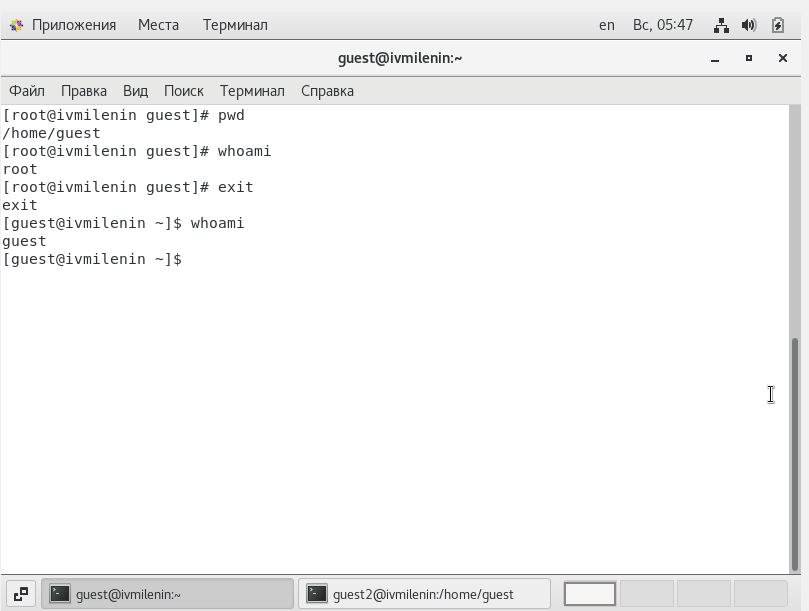 Приложения Места Терминал en Вс, 05:47
guest@ivmilenin:~
Файл Правка Вид Поиск Терминал Справка
[root@ivmilenin guest]# pwd
/home/guest
[root@ivmilenin guest]# whoami
root
[root@ivmilenin guest]# exit
exit
[guest@ivmilenin ~]$ whoami
guest
[guest@ivmilenin ~]$
guest@ivmilenin:~ guest2@ivmilenin:/home/guest